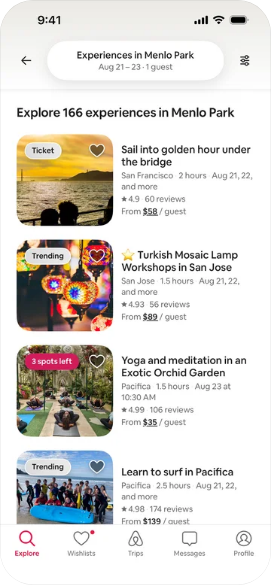 9:41
Experiences in Menlo Park
Aug 21 – 23 · 1 guest
Explore 166 experiences in Menlo Park
Ticket
Sail into golden hour under
the bridge
San Francisco · 2 hours · Aug 21, 22,
and more
★ 4.9 · 60 reviews
From $58 / guest
Trending
⭐ Turkish Mosaic Lamp
Workshops in San Jose
San Jose · 1.5 hours · Aug 21, 22,
and more
★ 4.93 · 56 reviews
From $89 / guest
3 spots left
Yoga and meditation in an
Exotic Orchid Garden
Pacifica · 1.5 hours · Aug 23 at
10:30 AM
★ 4.99 · 106 reviews
From $35 / guest
Trending
Learn to surf in Pacifica
Pacifica · 2.5 hours · Aug 21, 22,
and more
★ 4.98 · 174 reviews
From $139 / guest
Explore
Wishlists
Trips
Messages
Profile